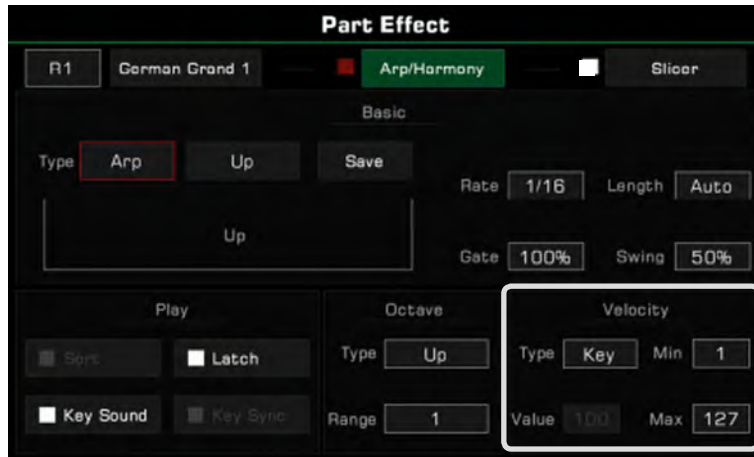 Part Effect
R1 German Grand 1 Arp/Harmony Slicer
Basic
Type Arp Up Save
Rate 1/16 Length Auto
Up
Gate 100% Swing 50%
Play
Sort Latch
Key Sound Key Sync
Octave
Type Up
Range 1
Velocity
Type Key Min 1
Value 100 Max 127